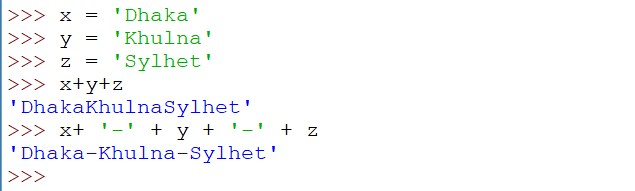 >>> x = 'Dhaka'
>>> y = 'Khulna'
>>> z = 'Sylhet'
>>> x+y+z
'DhakaKhulnaSylhet'
>>> x+ '-' + y + '-' + z
'Dhaka-Khulna-Sylhet'
>>>